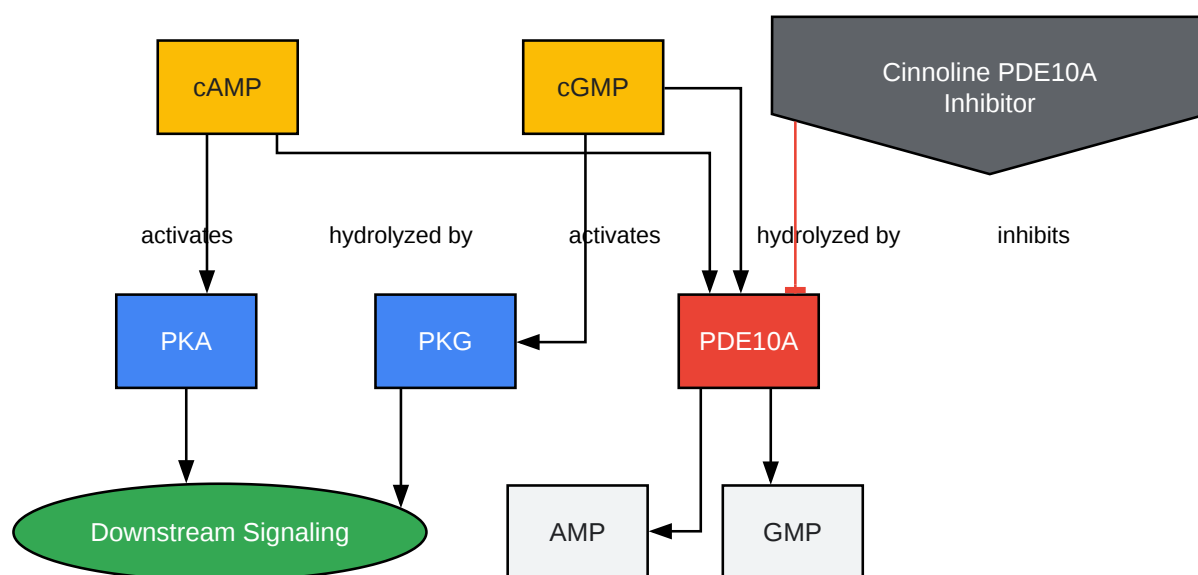 cAMP
cGMP
Cinnoline PDE10A
Inhibitor
activates
hydrolyzed by
activates
hydrolyzed by
inhibits
PKA
PKG
PDE10A
Downstream Signaling
AMP
GMP